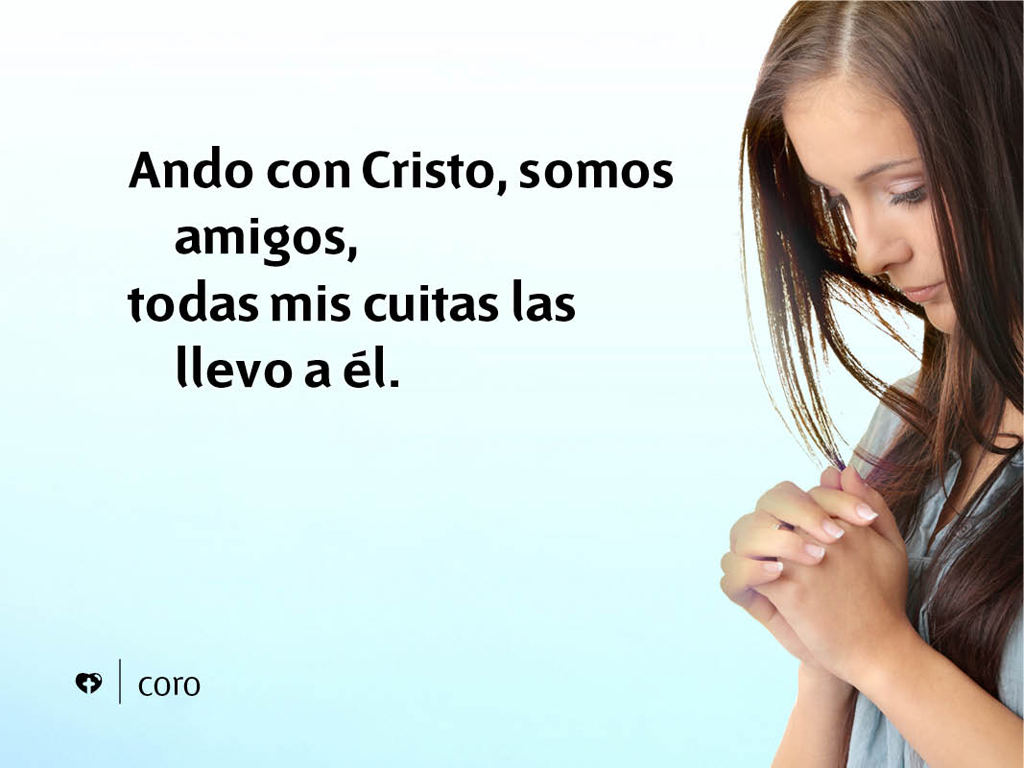 Ando con Cristo, somos
amigos,
todas mis cuitas las
llevo a él.
coro